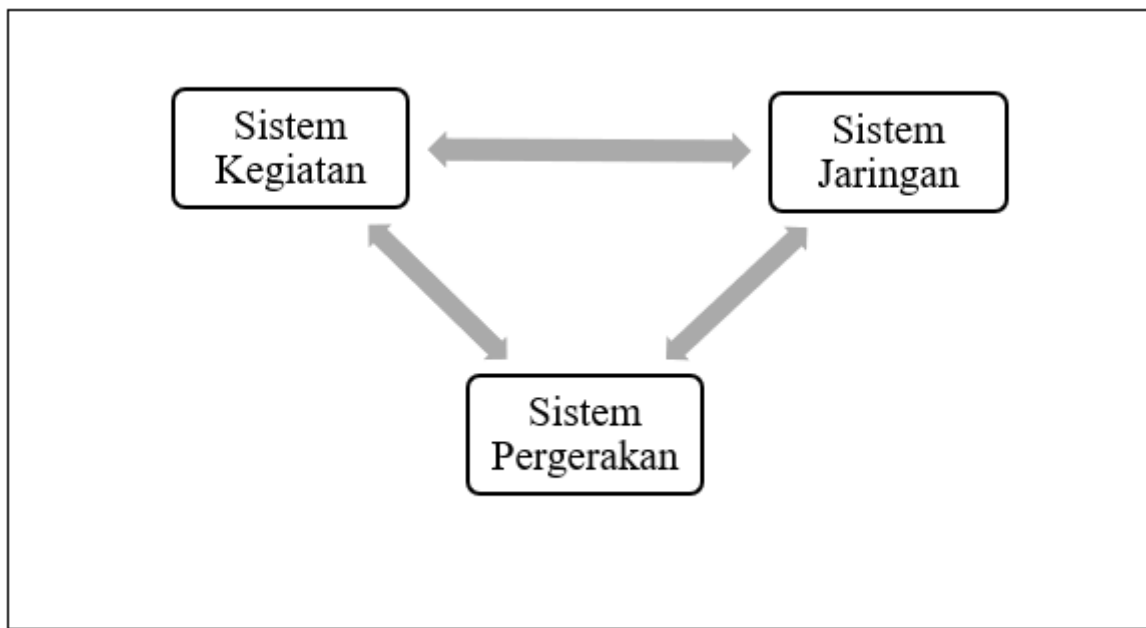 Sistem
Kegiatan
Sistem
Jaringan
Sistem
Pergerakan